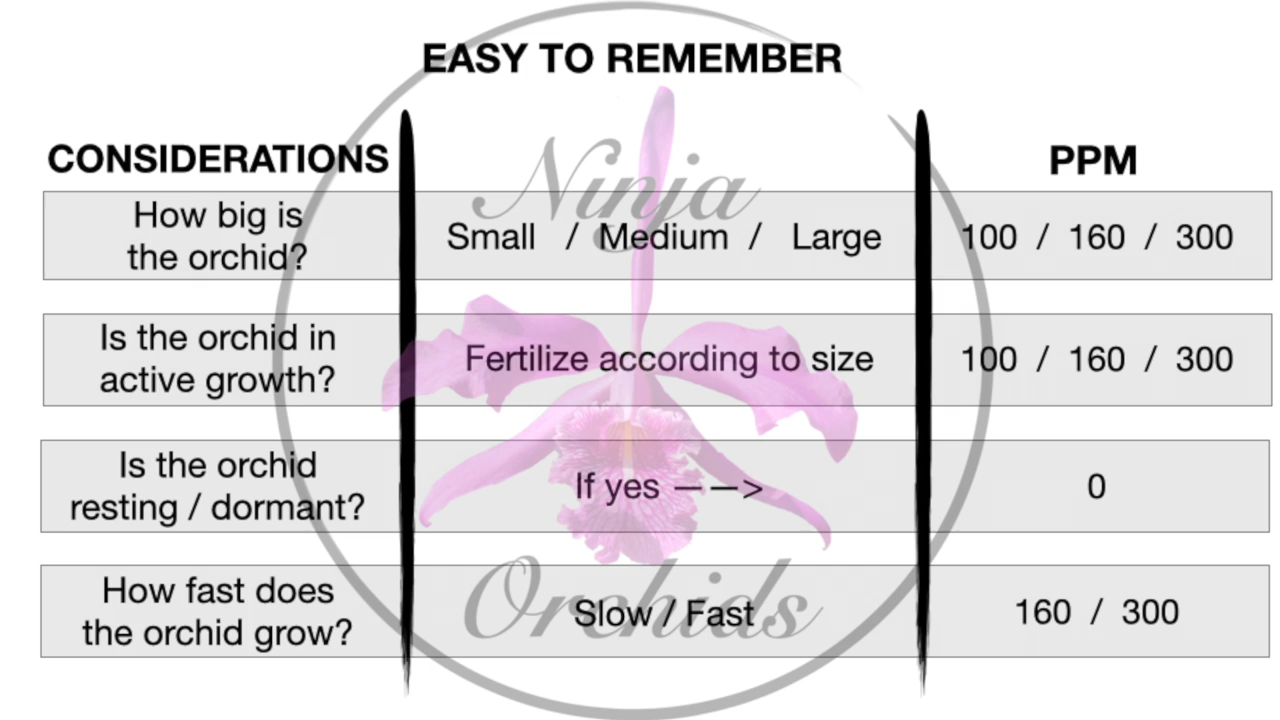 EASY TO REMEMBER
CONSIDERATIONS
PPM
Ninja
How big is
the orchid?
Small / Medium / Large
100 / 160 / 300
Is the orchid in
active growth?
Fertilize according to size
100 / 160 / 300
Is the orchid
resting / dormant?
If yes — —>
0
How fast does
the orchid grow?
Slow / Fast
160 / 300
Orchids